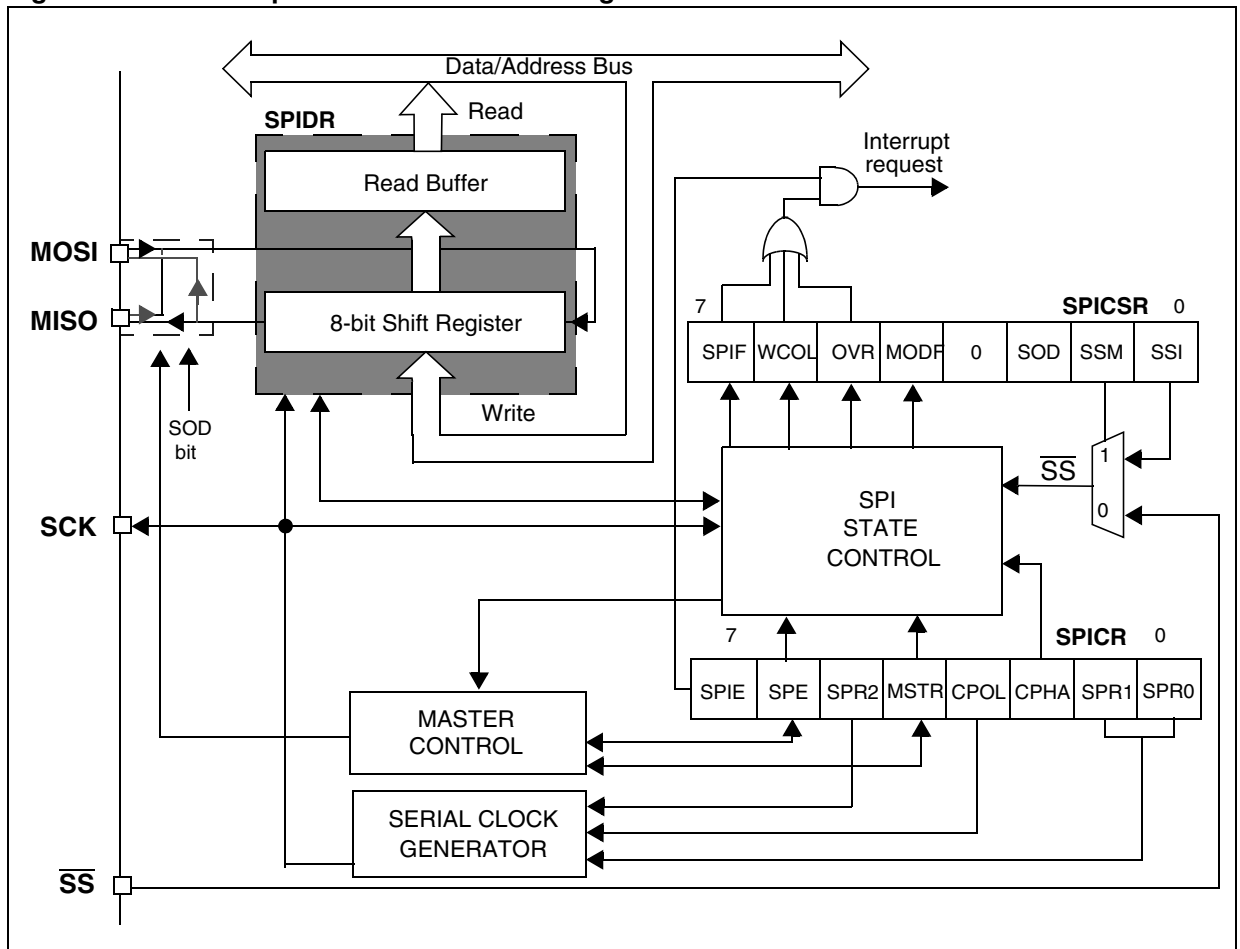 Data/Address Bus
SPIDR
Read
Read Buffer
Interrupt
request
MOSI
MISO
8-bit Shift Register
7
SPICSR
0
SPIF
WCOL
OVR
MODF
0
SOD
SSM
SSI
Write
SOD
bit
1
SS
0
SCK
SPI
STATE
CONTROL
7
SPICR
0
SPIE
SPE
SPR2
MSTR
CPOL
CPHA
SPR1
SPR0
MASTER
CONTROL
SERIAL CLOCK
GENERATOR
SS